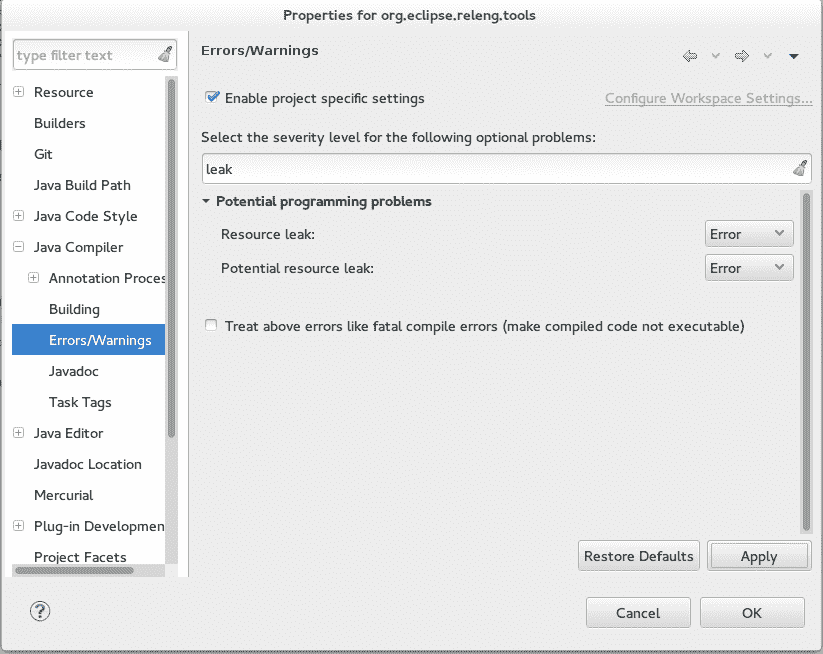 Properties for org.eclipse.releng.tools
type filter text
Resource
Builders
Git
Java Build Path
Java Code Style
Java Compiler
Annotation Proces
Building
Errors/Warnings
Javadoc
Task Tags
Java Editor
Javadoc Location
Mercurial
Plug-in Developmen
Project Facets
Errors/Warnings
Enable project specific settings
Configure Workspace Settings...
Select the severity level for the following optional problems:
leak
Potential programming problems
Resource leak:
Error
Potential resource leak:
Error
Treat above errors like fatal compile errors (make compiled code not executable)
Restore Defaults
Apply
?
Cancel
OK